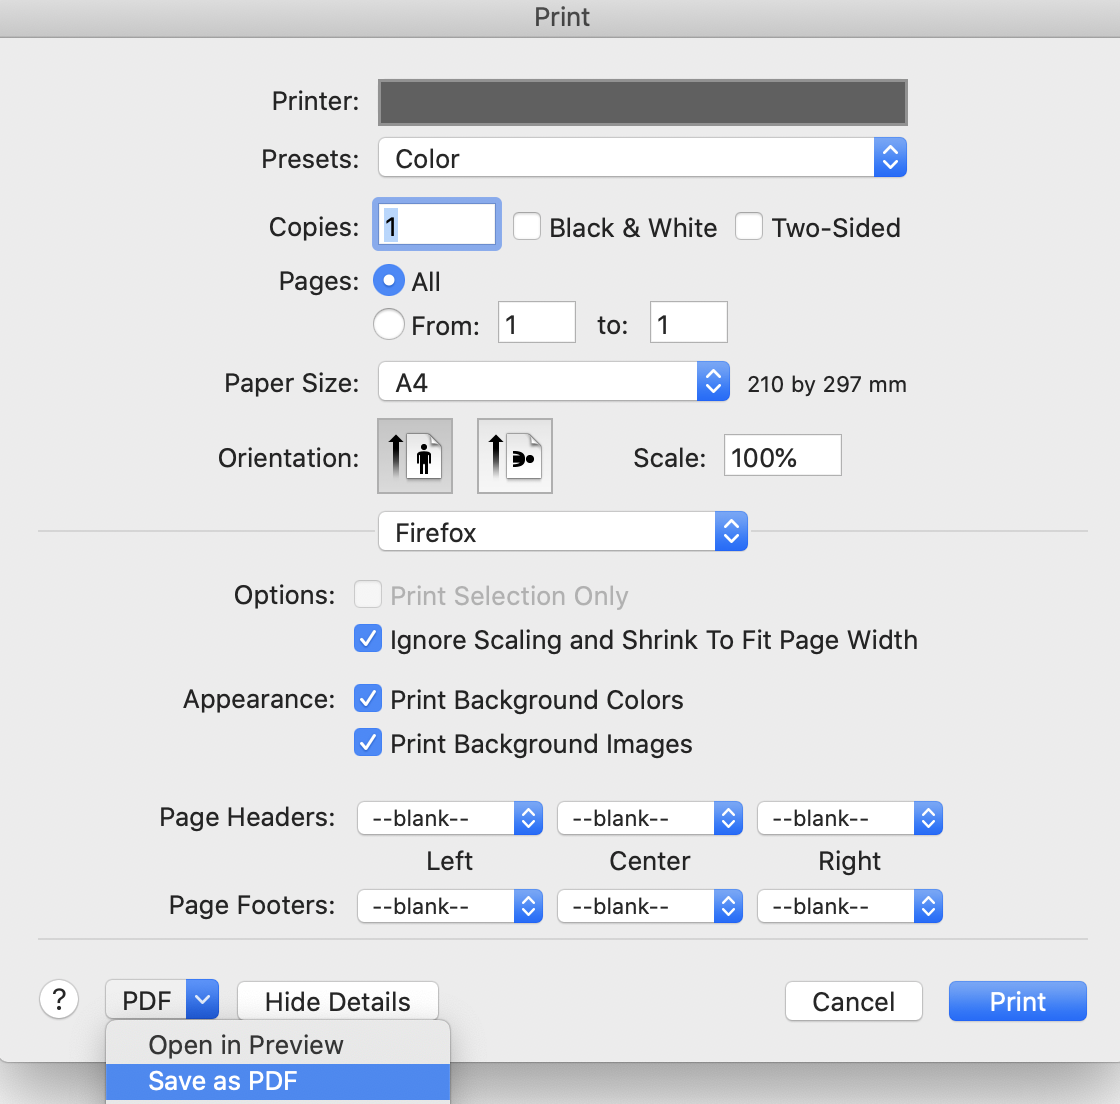 Print
Printer:
Presets: Color
Copies: 1 Black & White Two-Sided
Pages: All
From: 1 to: 1
Paper Size: A4 210 by 297 mm
Orientation: Scale: 100%
Firefox
Options: Print Selection Only
Ignore Scaling and Shrink To Fit Page Width
Appearance: Print Background Colors
Print Background Images
Page Headers: --blank-- --blank-- --blank--
Left Center Right
Page Footers: --blank-- --blank-- --blank--
? PDF Hide Details Cancel Print
Open in Preview
Save as PDF